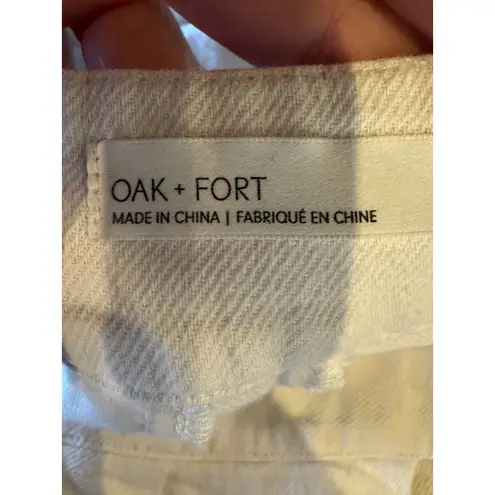 OAK + FORT
MADE IN CHINA | FABRIQUÉ EN CHINE